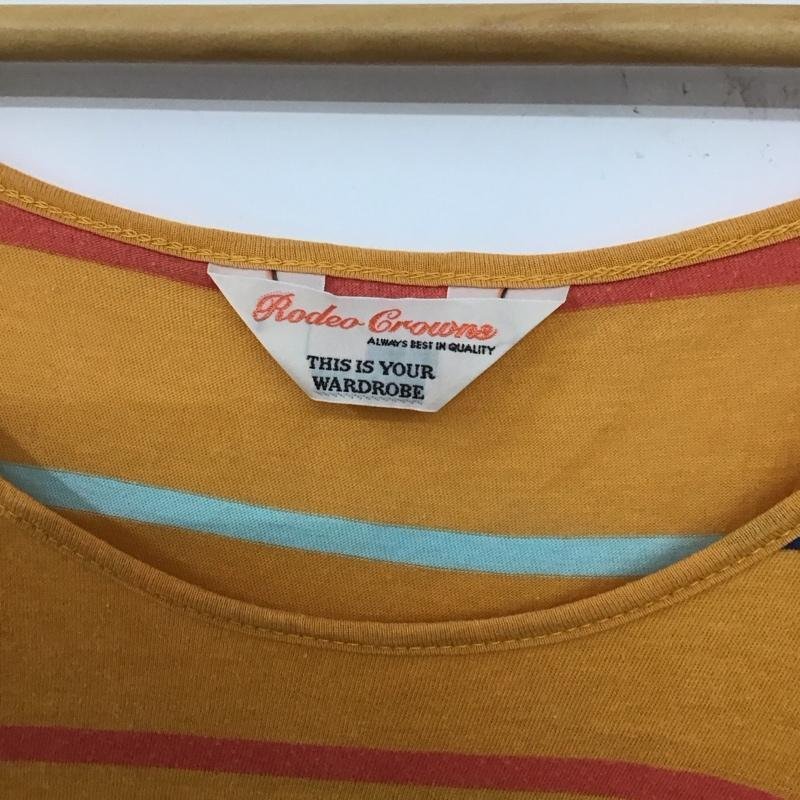 Rodeo Crowns
ALWAYS BEST IN QUALITY
THIS IS YOUR
WARDROBE